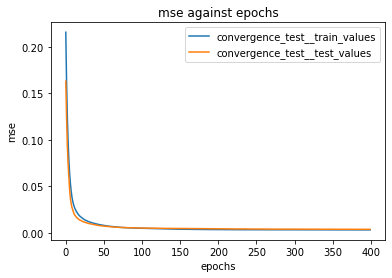 mse against epochs
convergence_test__train_values
convergence_test__test_values
mse
0.20
0.15
0.10
0.05
0.00
0 50 100 150 200 250 300 350 400
epochs